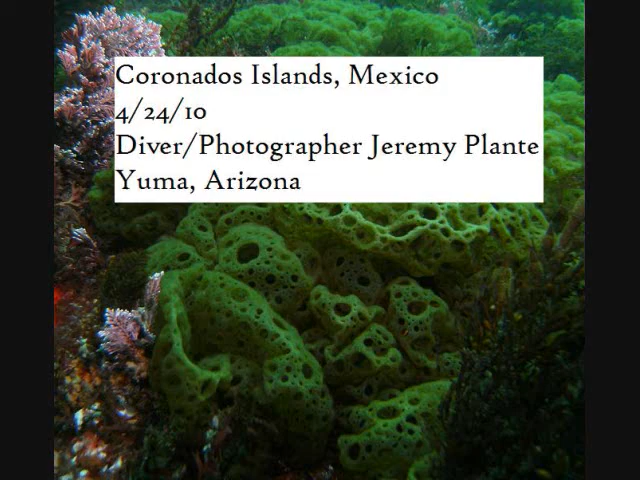 Coronados Islands, Mexico
4/24/10
Diver/Photographer Jeremy Plante
Yuma, Arizona